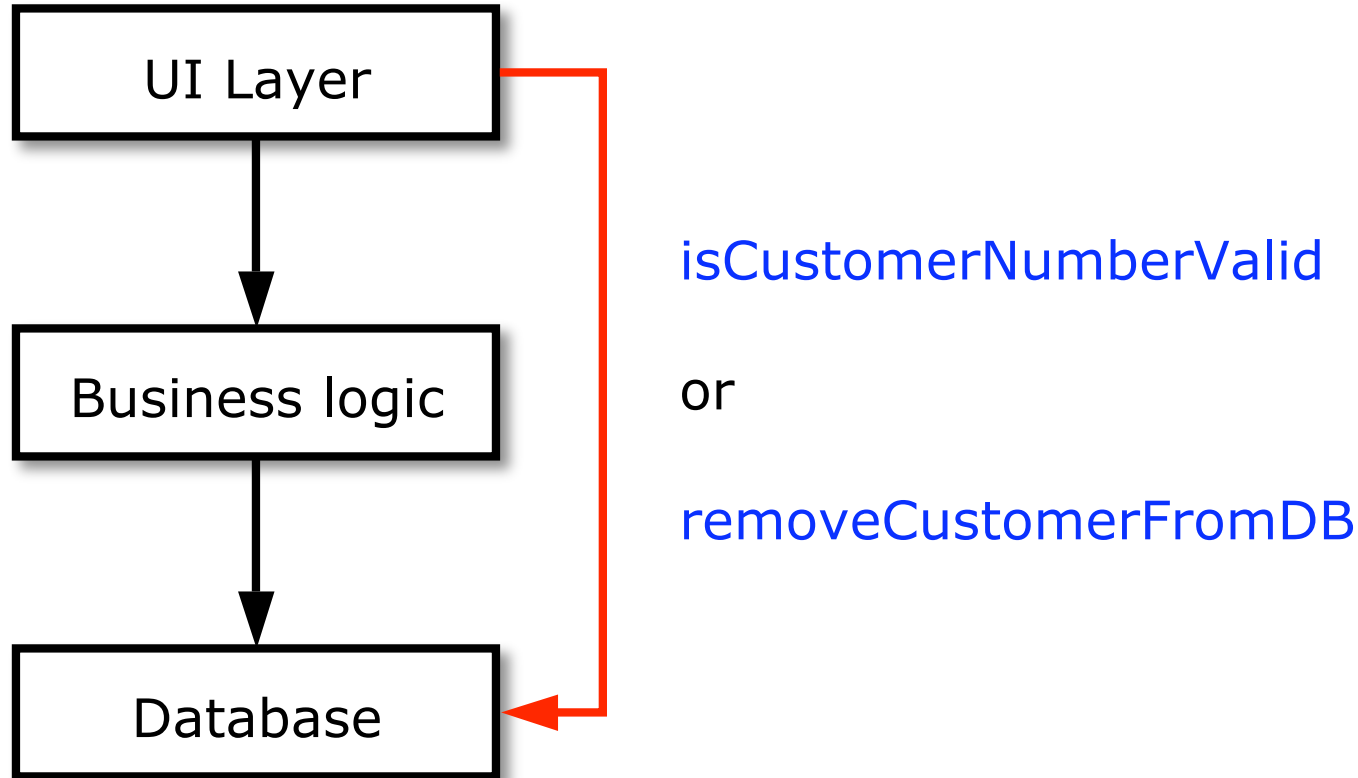 UI Layer
Business logic
Database
isCustomerNumberValid
or
removeCustomerFromDB